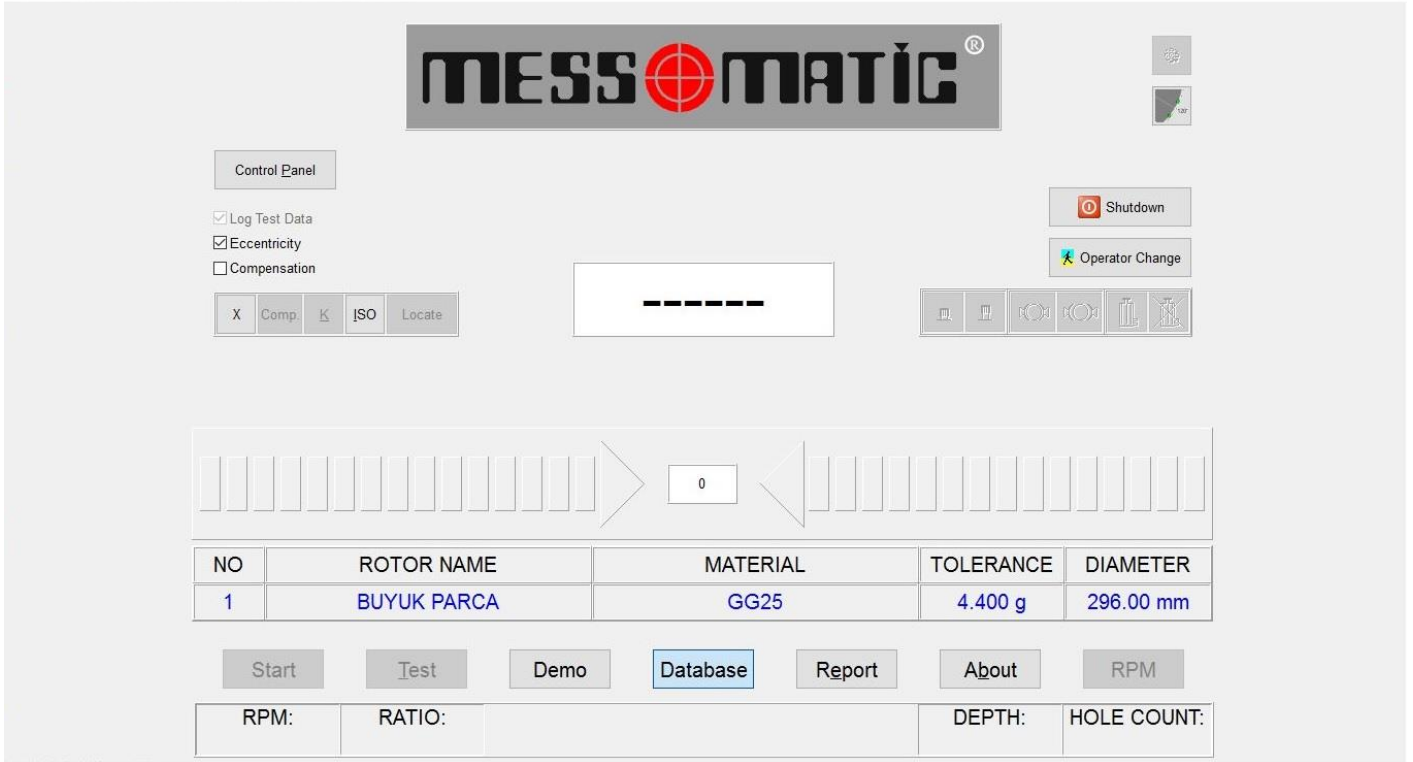 MESSOMATİC®
120°
Control Panel
Log Test Data
Eccentricity
Compensation
Shutdown
Operator Change
X Comp. K ISO Locate
------
0
NO ROTOR NAME MATERIAL TOLERANCE DIAMETER
1 BUYUK PARCA GG25 4.400 g 296.00 mm
Start Test Demo Database Report About RPM
RPM: RATIO: DEPTH: HOLE COUNT: